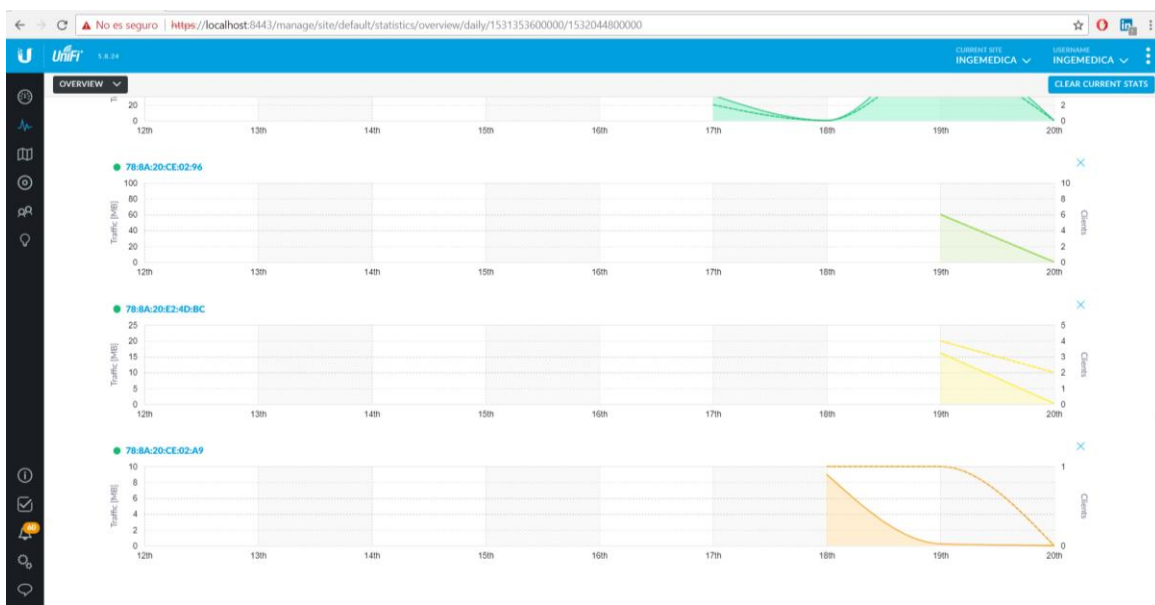 No es seguro | https://localhost:8443/manage/site/default/statistics/overview/daily/1531353600000/1532044800000
U UniFi 5.8.24
CURRENT SITE
INGEMEDICA
USERNAME
INGEMEDICA
OVERVIEW
CLEAR CURRENT STATS
20 2
0 0
12th 13th 14th 15th 16th 17th 18th 19th 20th
78:8A:20:CE:02:96
Traffic [MB]
100
80
60
40
20
0
10
8
6
4
2
0
Clients
12th 13th 14th 15th 16th 17th 18th 19th 20th
78:8A:20:E2:4D:BC
Traffic [MB]
25
20
15
10
5
0
5
4
3
2
1
0
Clients
12th 13th 14th 15th 16th 17th 18th 19th 20th
78:8A:20:CE:02:A9
Traffic [MB]
10
8
6
4
2
0
1
0
Clients
12th 13th 14th 15th 16th 17th 18th 19th 20th
60